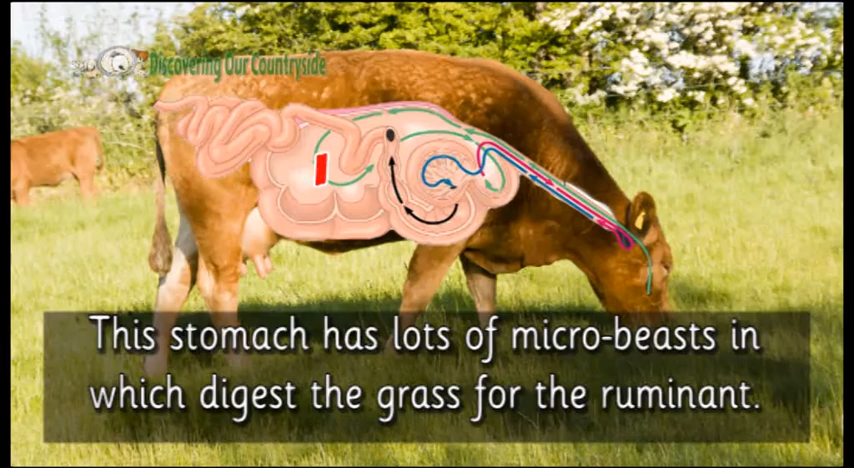 Discovering Our Countryside
This stomach has lots of micro-beasts in
which digest the grass for the ruminant.